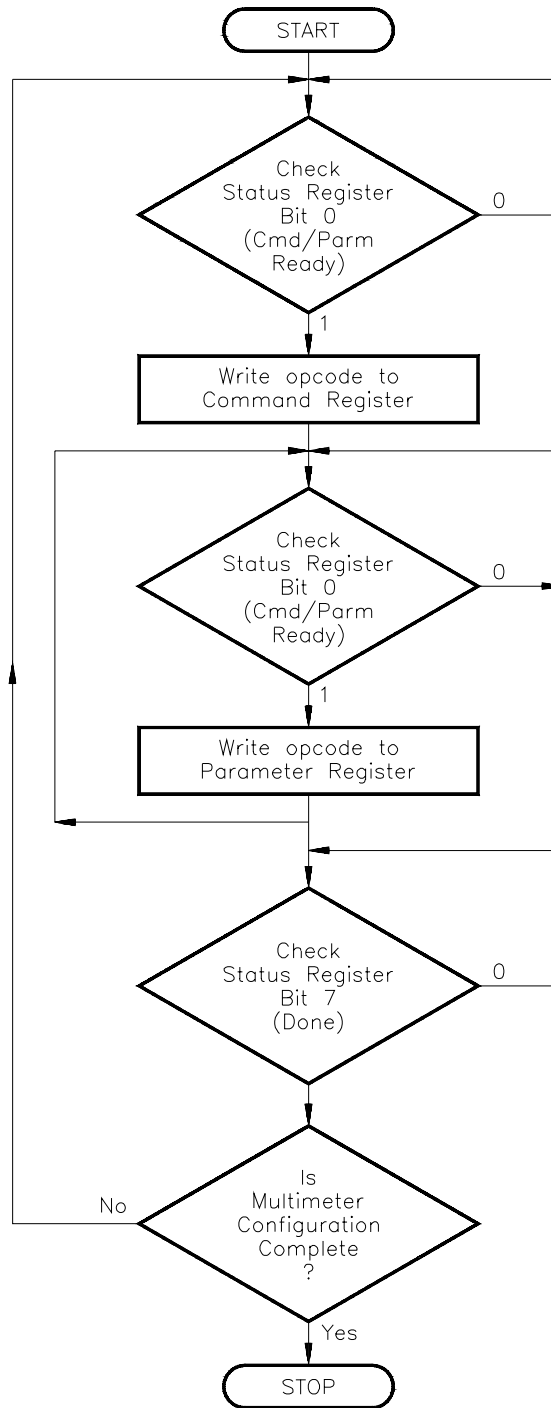 START
Check
Status Register
Bit 0
(Cmd/Parm
Ready)
0
1
Write opcode to
Command Register
Check
Status Register
Bit 0
(Cmd/Parm
Ready)
0
1
Write opcode to
Parameter Register
Check
Status Register
Bit 7
(Done)
0
Is
Multimeter
Configuration
Complete
?
No
Yes
STOP